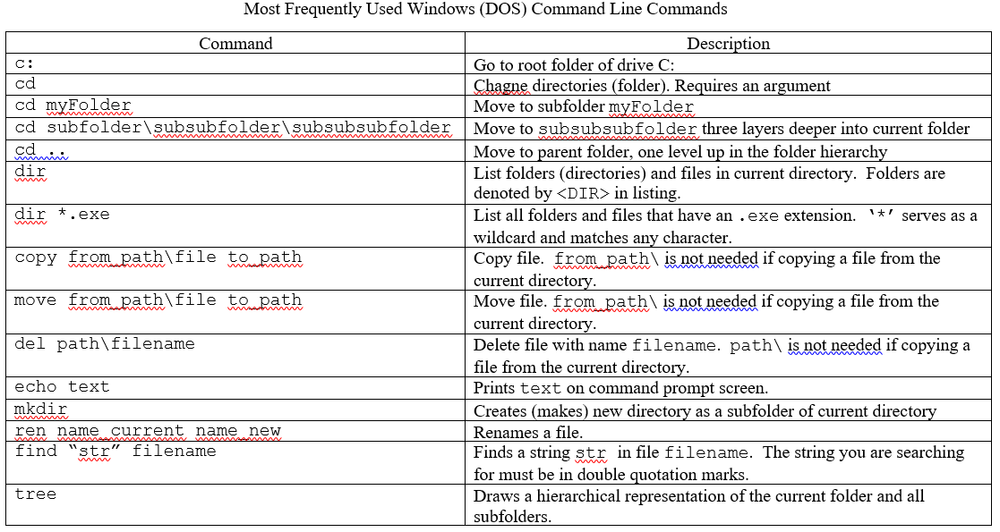 Most Frequently Used Windows (DOS) Command Line Commands
Command Description
c: Go to root folder of drive C:
cd Chagne directories (folder). Requires an argument
cd myFolder Move to subfolder myFolder
cd subfolder\subsubfolder\subsubsubfolder Move to subsubsubfolder three layers deeper into current folder
cd .. Move to parent folder, one level up in the folder hierarchy
dir List folders (directories) and files in current directory. Folders are
denoted by <DIR> in listing.
dir *.exe List all folders and files that have an .exe extension. ‘*’ serves as a
wildcard and matches any character.
copy from_path\file to_path Copy file. from_path\ is not needed if copying a file from the
current directory.
move from_path\file to_path Move file. from_path\ is not needed if copying a file from the
current directory.
del path\filename Delete file with name filename. path\ is not needed if copying a
file from the current directory.
echo text Prints text on command prompt screen.
mkdir Creates (makes) new directory as a subfolder of current directory
ren name_current name_new Renames a file.
find “str” filename Finds a string str in file filename. The string you are searching
for must be in double quotation marks.
tree Draws a hierarchical representation of the current folder and all
subfolders.